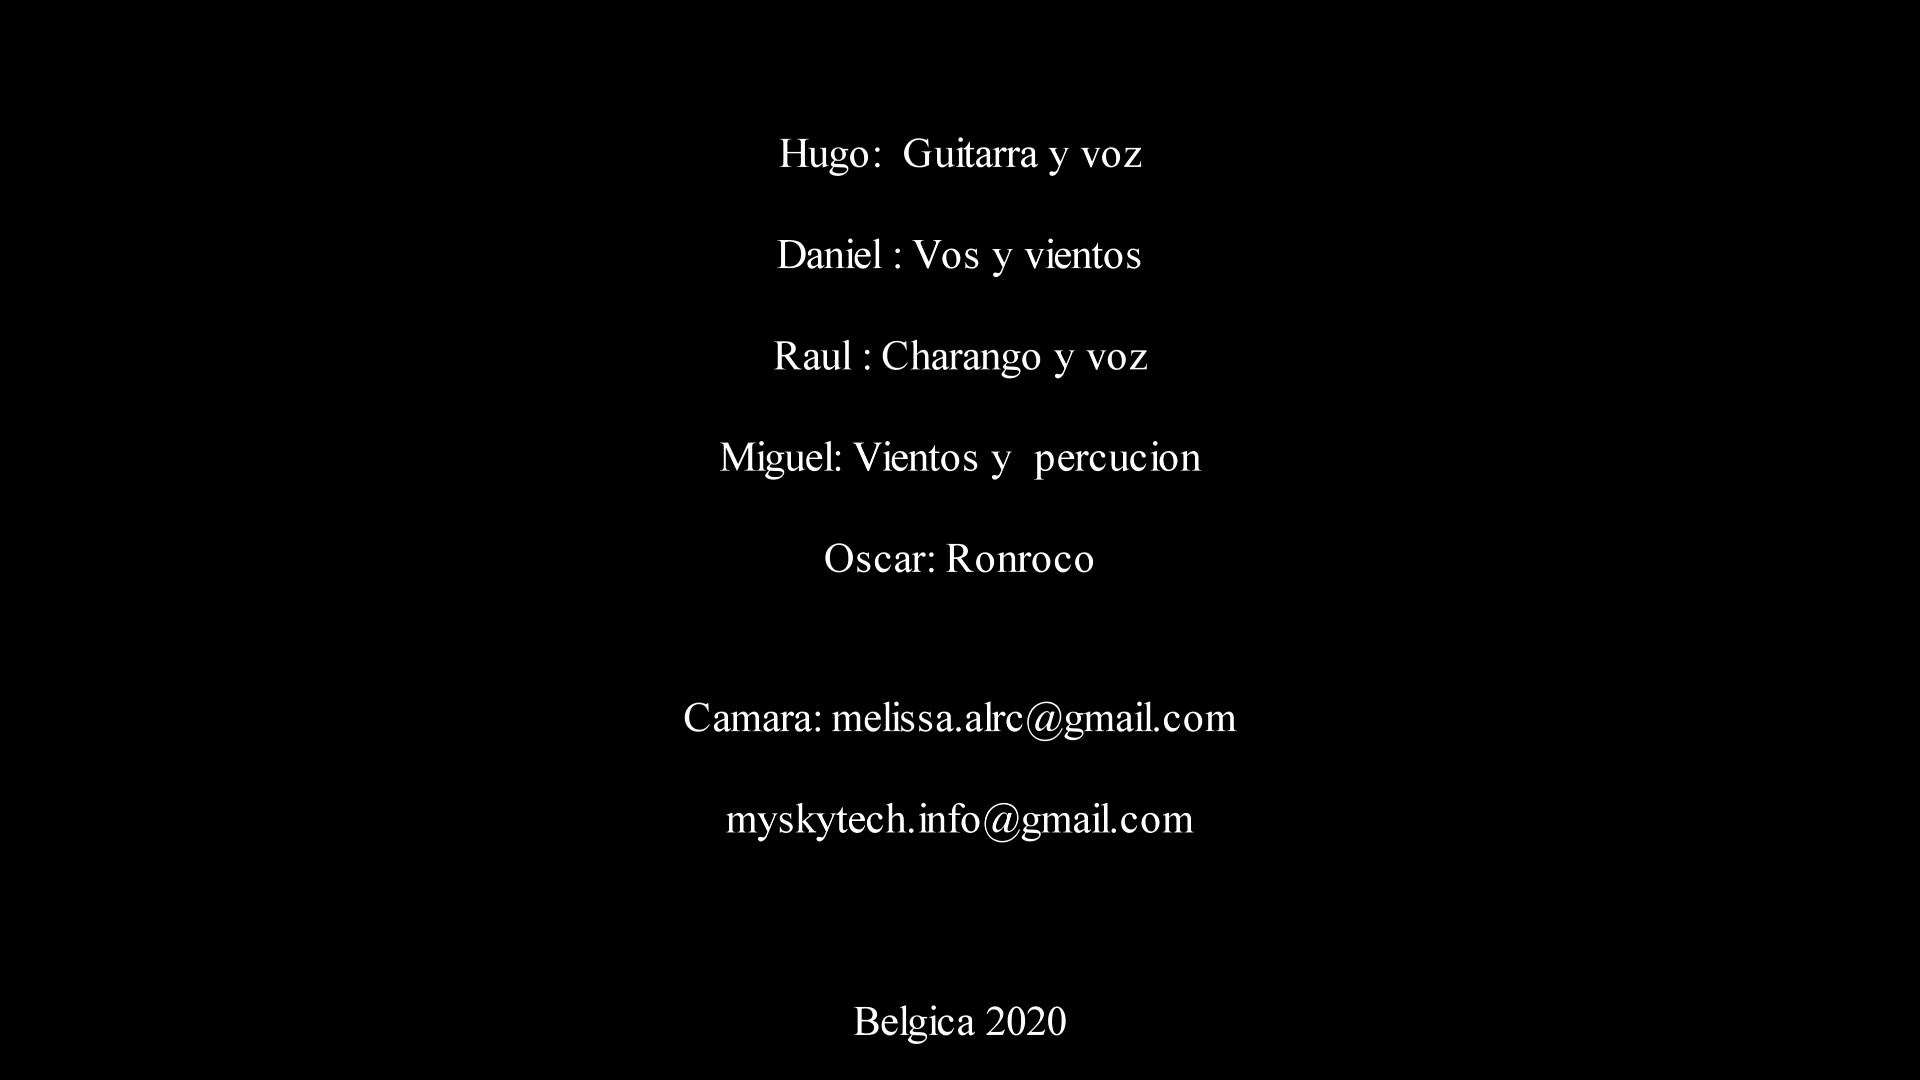 Hugo:  Guitarra y voz
Daniel : Vos y vientos
Raul : Charango y voz
Miguel: Vientos y  percucion
Oscar: Ronroco
Camara: melissa.alrc@gmail.com
myskytech.info@gmail.com
Belgica 2020